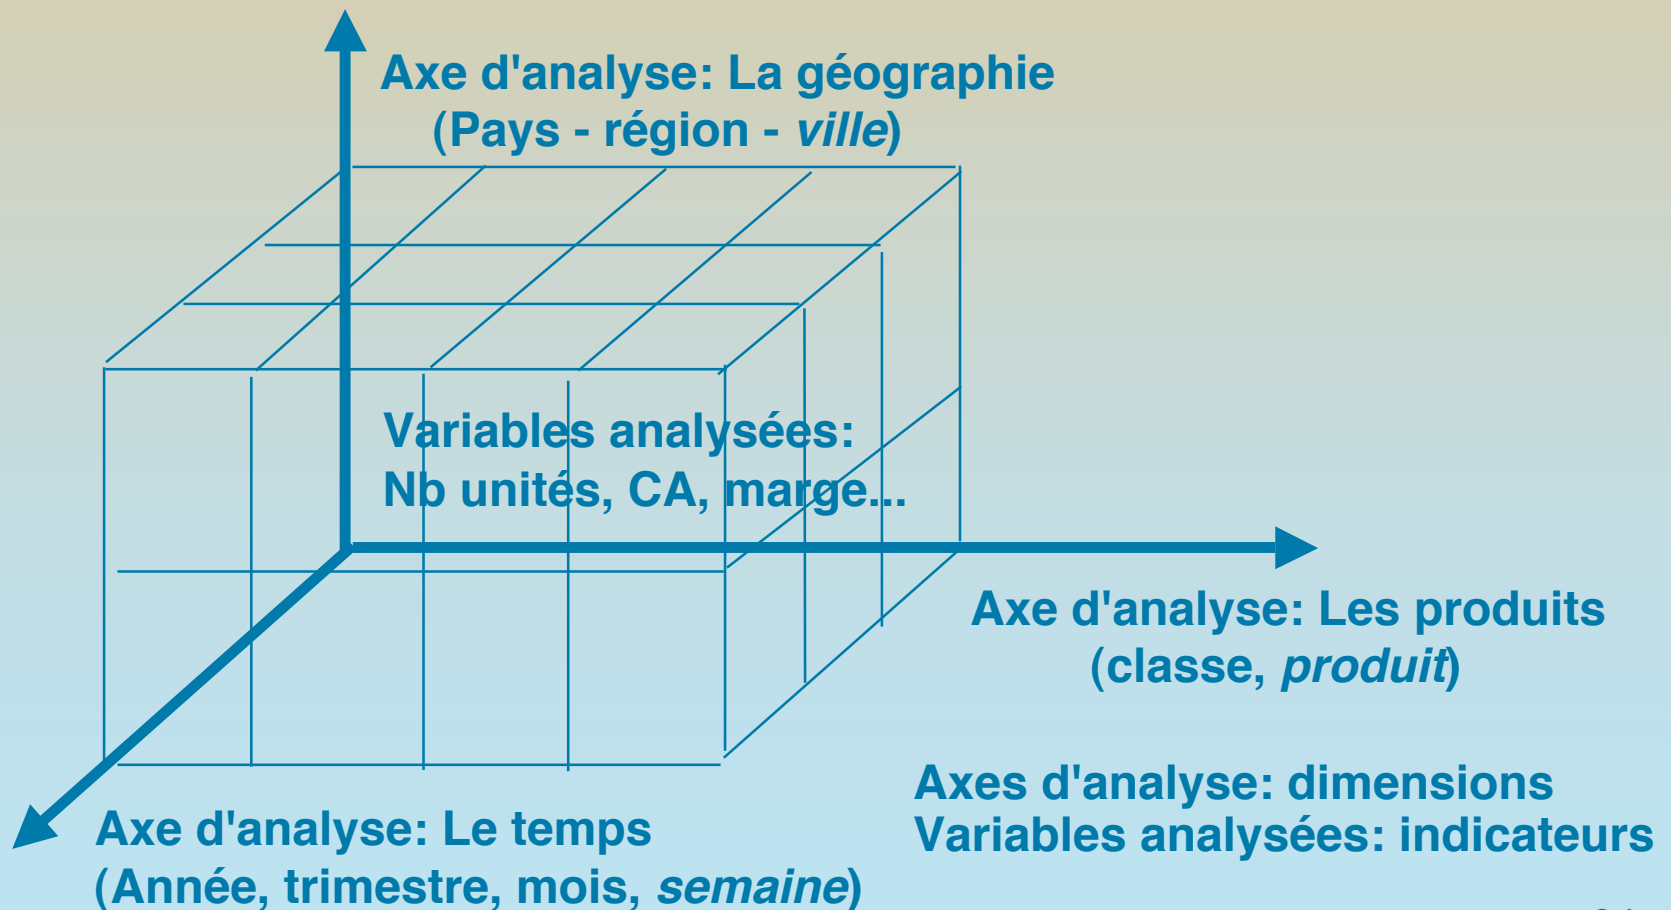 Axe d'analyse: La géographie
(Pays - région - ville)
Variables analysées:
Nb unités, CA, marge...
Axe d'analyse: Les produits
(classe, produit)
Axes d'analyse: dimensions
Variables analysées: indicateurs
Axe d'analyse: Le temps
(Année, trimestre, mois, semaine)